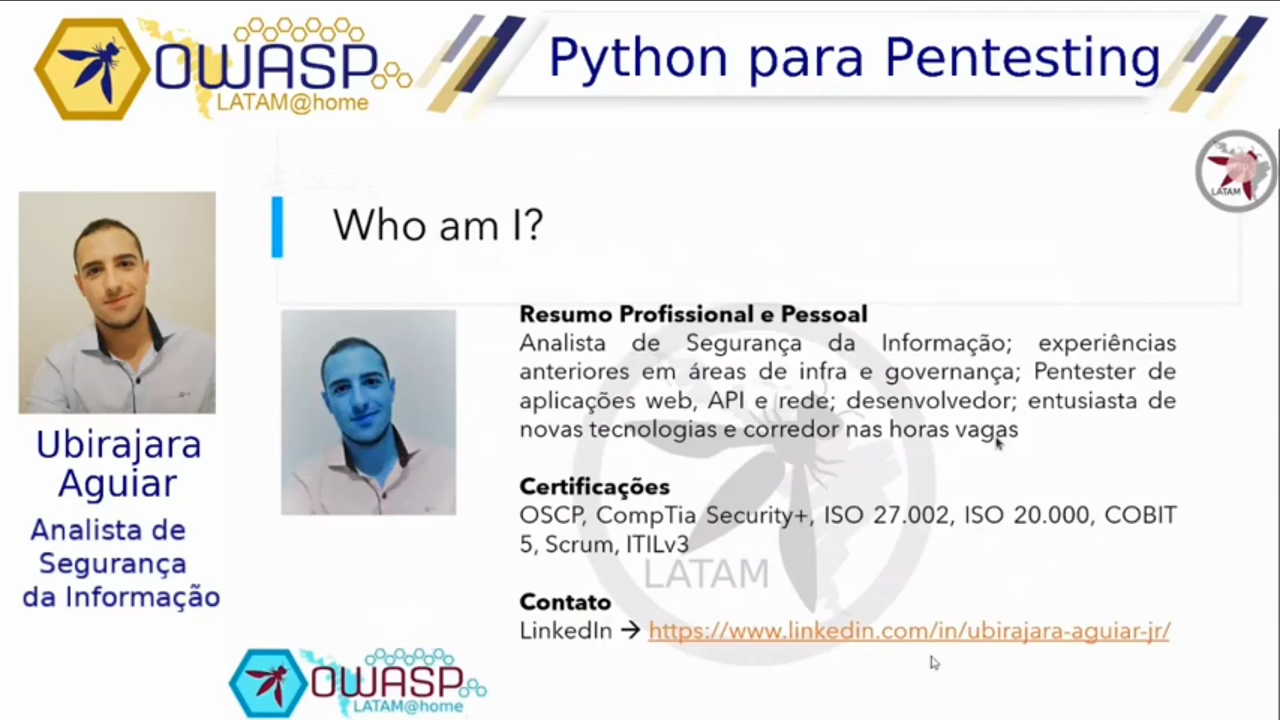 OWASP
LATAM@home
Python para Pentesting
LATAM
Who am I?
Ubirajara
Aguiar
Analista de
Segurança
da Informação
Resumo Profissional e Pessoal
Analista de Segurança da Informação; experiências
anteriores em áreas de infra e governança; Pentester de
aplicações web, API e rede; desenvolvedor; entusiasta de
novas tecnologias e corredor nas horas vagas
Certificações
OSCP, CompTia Security+, ISO 27.002, ISO 20.000, COBIT
5, Scrum, ITILv3
LATAM
Contato
LinkedIn → https://www.linkedin.com/in/ubirajara-aguiar-jr/
OWASP
LATAM@home